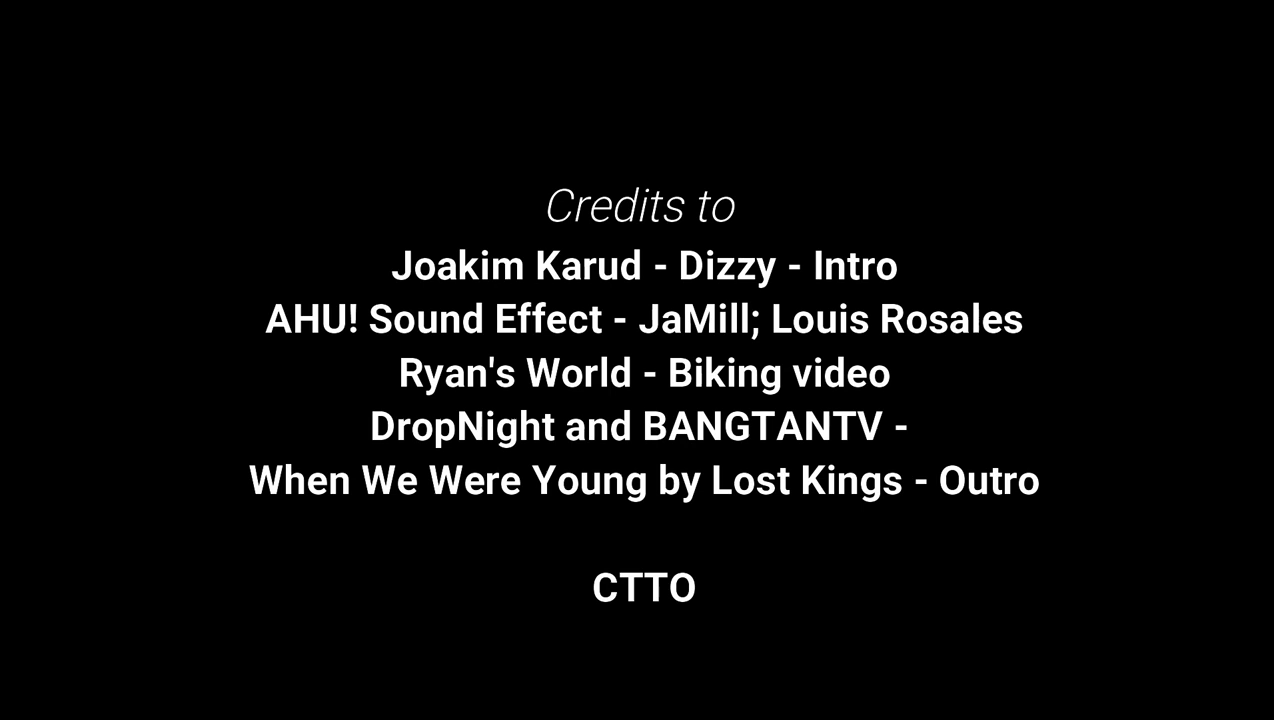 Credits to
Joakim Karud - Dizzy - Intro
AHU! Sound Effect - JaMill; Louis Rosales
Ryan's World - Biking video
DropNight and BANGTANTV -
When We Were Young by Lost Kings - Outro
CTTO